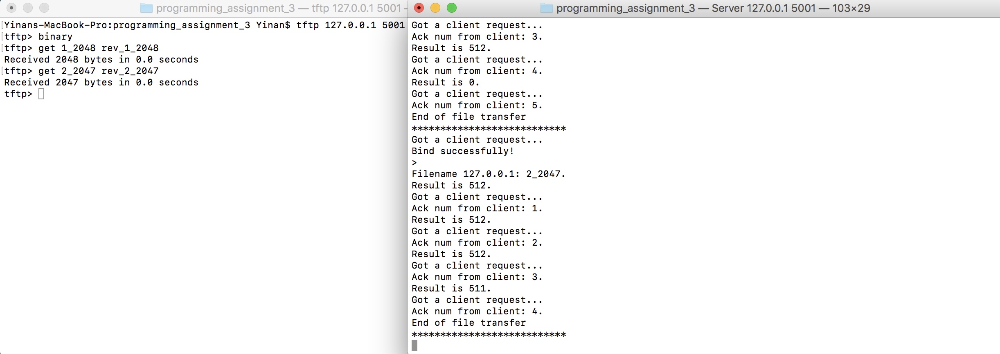 programming_assignment_3 — tftp 127.0.0.1 5001 —
[Yinans-MacBook-Pro:programming_assignment_3 Yinan$ tftp 127.0.0.1 5001
[tftp> binary
[tftp> get 1_2048 rev_1_2048
Received 2048 bytes in 0.0 seconds
[tftp> get 2_2047 rev_2_2047
Received 2047 bytes in 0.0 seconds
tftp>
programming_assignment_3 — Server 127.0.0.1 5001 — 103×29
Got a client request...
Ack num from client: 3.
Result is 512.
Got a client request...
Ack num from client: 4.
Result is 0.
Got a client request...
Ack num from client: 5.
End of file transfer
***************************
Got a client request...
Bind successfully!
>
Filename 127.0.0.1: 2_2047.
Result is 512.
Got a client request...
Ack num from client: 1.
Result is 512.
Got a client request...
Ack num from client: 2.
Result is 512.
Got a client request...
Ack num from client: 3.
Result is 511.
Got a client request...
Ack num from client: 4.
End of file transfer
***************************